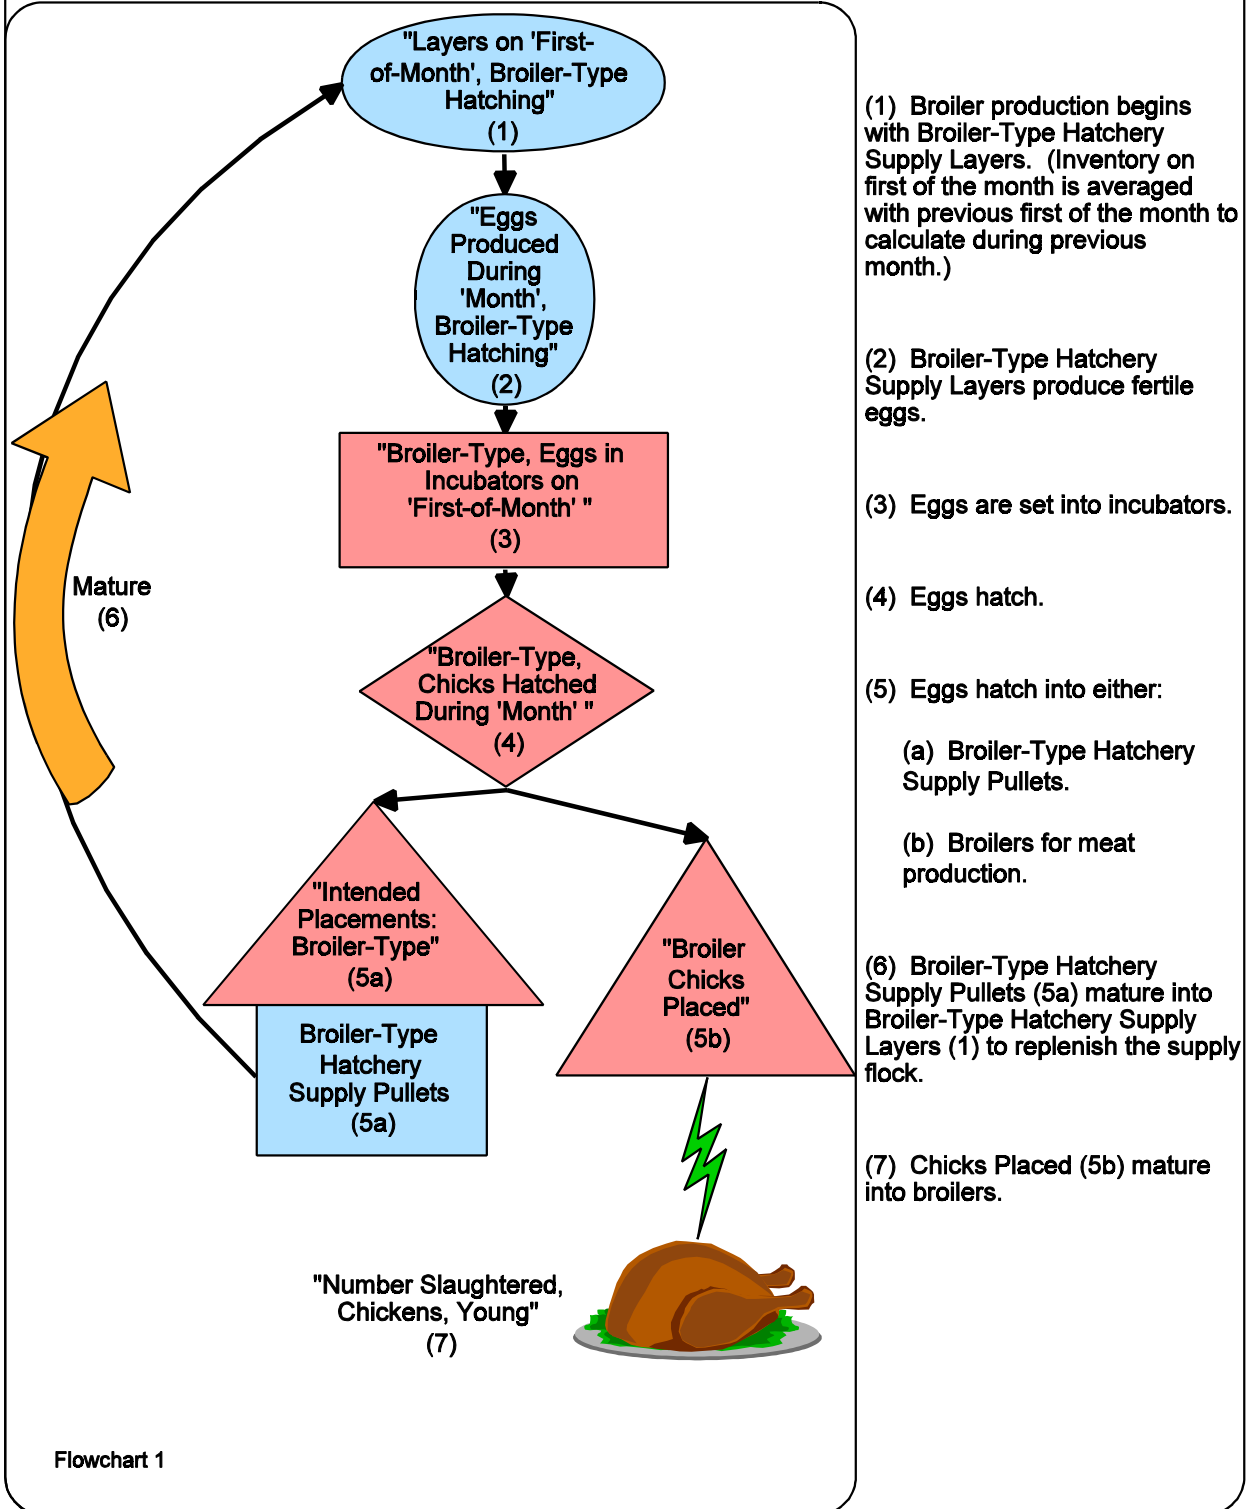 "Layers on 'First-
of-Month', Broiler-Type
Hatching"
(1)
"Eggs
Produced
During
'Month',
Broiler-Type
Hatching"
(2)
"Broiler-Type, Eggs in
Incubators on
'First-of-Month' "
(3)
Mature
(6)
"Broiler-Type,
Chicks Hatched
During 'Month' "
(4)
"Intended
Placements:
Broiler-Type"
(5a)
Broiler-Type
Hatchery
Supply Pullets
(5a)
"Broiler
Chicks
Placed"
(5b)
"Number Slaughtered,
Chickens, Young"
(7)
Flowchart 1
(1) Broiler production begins
with Broiler-Type Hatchery
Supply Layers. (Inventory on
first of the month is averaged
with previous first of the month to
calculate during previous
month.)
(2) Broiler-Type Hatchery
Supply Layers produce fertile
eggs.
(3) Eggs are set into incubators.
(4) Eggs hatch.
(5) Eggs hatch into either:
(a) Broiler-Type Hatchery
Supply Pullets.
(b) Broilers for meat
production.
(6) Broiler-Type Hatchery
Supply Pullets (5a) mature into
Broiler-Type Hatchery Supply
Layers (1) to replenish the supply
flock.
(7) Chicks Placed (5b) mature
into broilers.